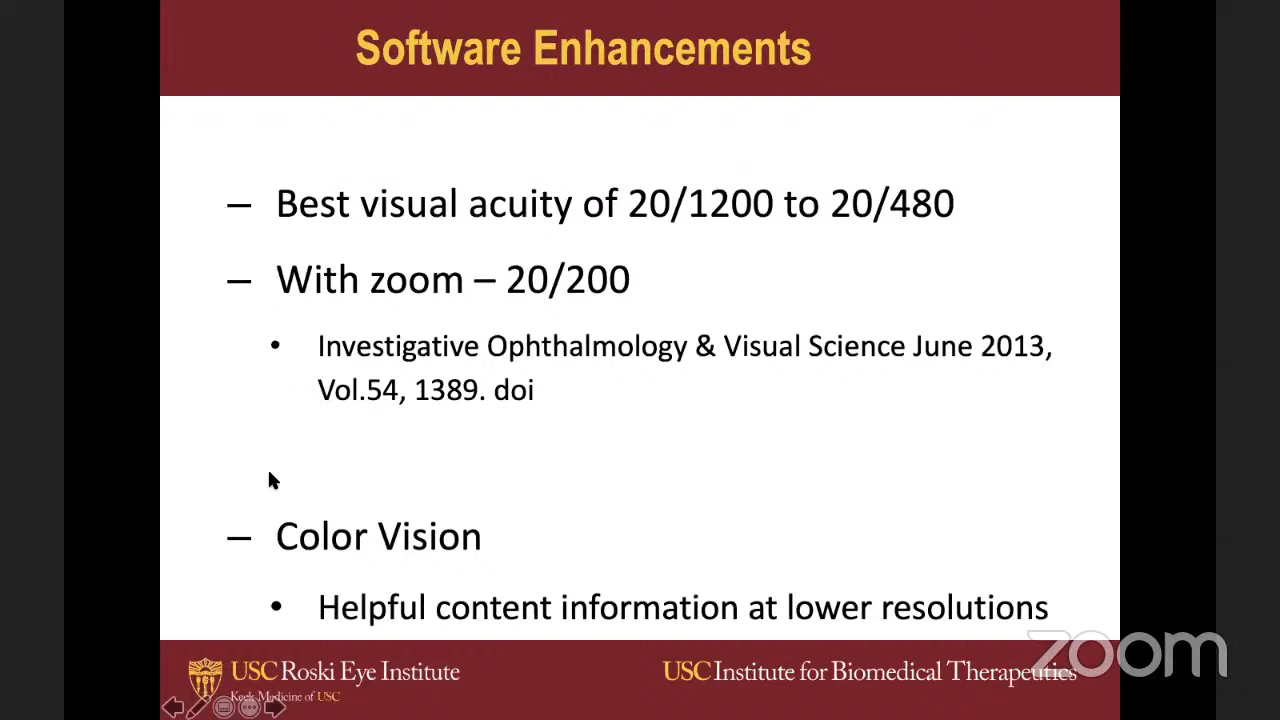 Software Enhancements
– Best visual acuity of 20/1200 to 20/480
– With zoom – 20/200
• Investigative Ophthalmology & Visual Science June 2013,
Vol.54, 1389. doi
– Color Vision
• Helpful content information at lower resolutions
USC Roski Eye Institute
Keck Medicine of USC
USC Institute for Biomedical Therapeutics
zoom